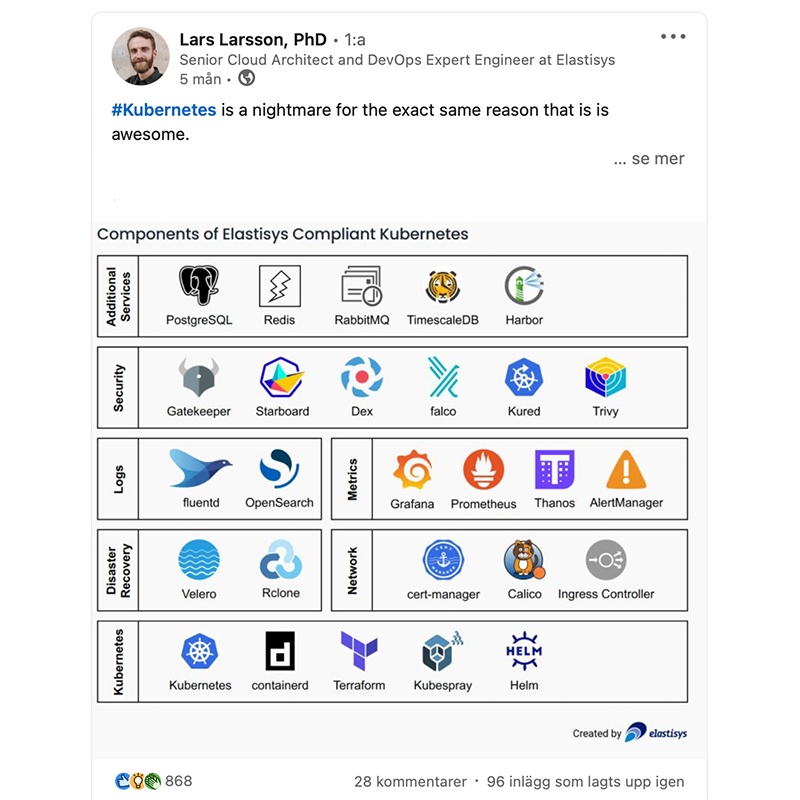 Lars Larsson, PhD • 1:a
Senior Cloud Architect and DevOps Expert Engineer at Elastisys
5 mån •
#Kubernetes is a nightmare for the exact same reason that is is
awesome.
... se mer
Components of Elastisys Compliant Kubernetes
Additional
Services
PostgreSQL Redis RabbitMQ TimescaleDB Harbor
Security
Gatekeeper Starboard Dex falco Kured Trivy
Logs
fluentd OpenSearch
Metrics
Grafana Prometheus Thanos AlertManager
Disaster
Recovery
Velero Rclone
Network
cert-manager Calico Ingress Controller
Kubernetes
d
HELM
Kubernetes containerd Terraform Kubespray Helm
Created by elastisys
868 28 kommentarer • 96 inlägg som lagts upp igen